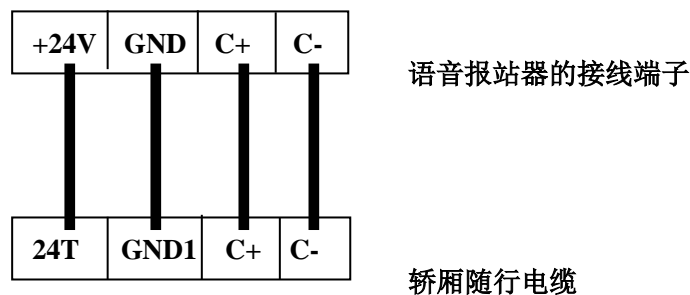 +24V GND C+ C-
语音报站器的接线端子
24T GND1 C+ C-
轿厢随行电缆